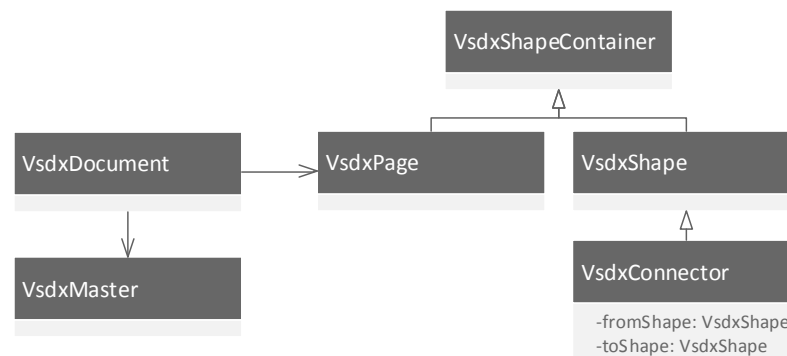 VsdxShapeContainer
VsdxDocument
VsdxPage
VsdxShape
VsdxMaster
VsdxConnector
-fromShape: VsdxShape
-toShape: VsdxShape